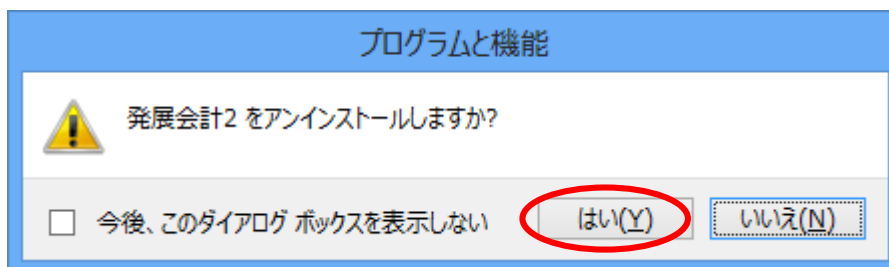 プログラムと機能
発展会計2 をアンインストールしますか?
今後、このダイアログ ボックスを表示しない はい(Y) いいえ(N)